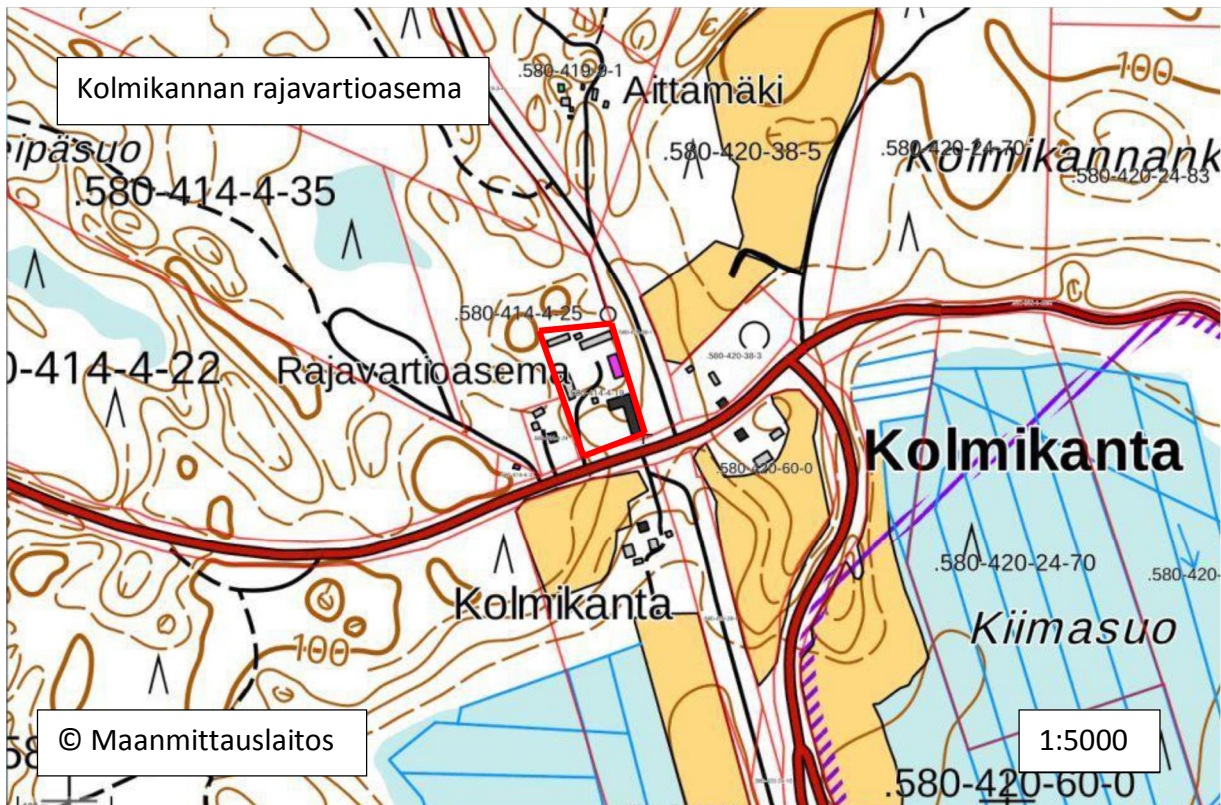 .580-419-9-1
Kolmikannan rajavartioasema
Aittamäki
100
eipäsuo
.580-420-38-5
.580-420-24-70
Kolmikannank
.580-420-24-83
.580-414-4-35
.580-414-4-25
.580-420-38-3
0-414-4-22
Rajavartioasema
Kolmikanta
.580-420-60-0
.580-420-24-70
.580-420-
Kolmikanta
Kiimasuo
100
© Maanmittauslaitos
1:5000
58
.580-420-60-0